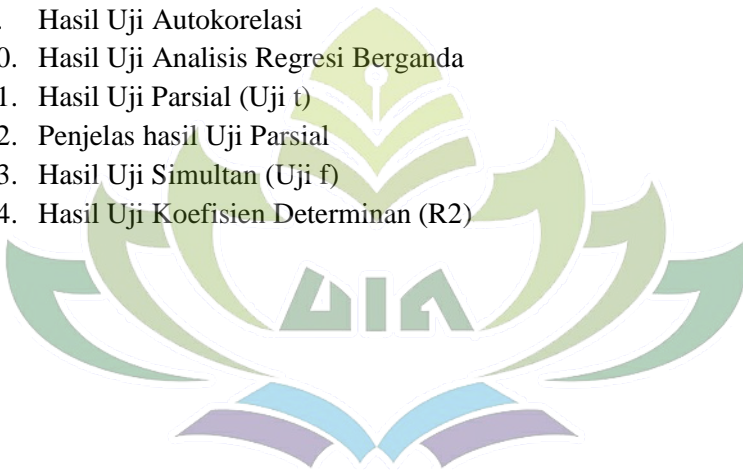 . Hasil Uji Autokorelasi
0. Hasil Uji Analisis Regresi Berganda
1. Hasil Uji Parsial (Uji t)
2. Penjelas hasil Uji Parsial
3. Hasil Uji Simultan (Uji f)
4. Hasil Uji Koefisien Determinan (R2)
UIN